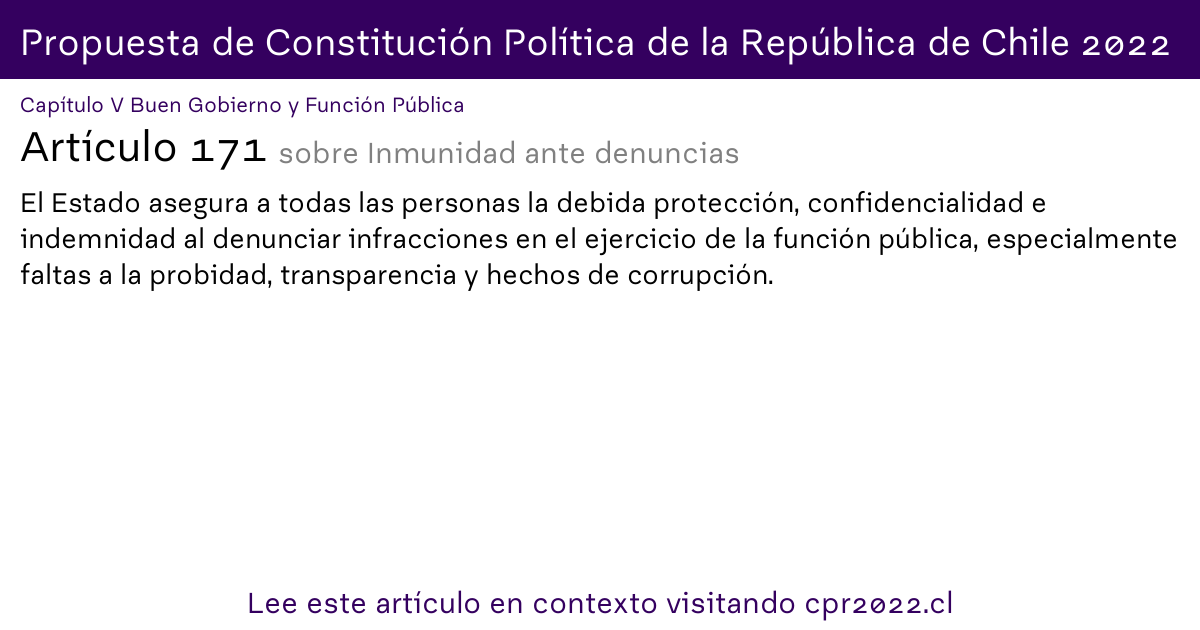 Propuesta de Constitución Política de la República de Chile 2022
Capítulo V Buen Gobierno y Función Pública
Artículo 171 sobre Inmunidad ante denuncias
El Estado asegura a todas las personas la debida protección, confidencialidad e
indemnidad al denunciar infracciones en el ejercicio de la función pública, especialmente
faltas a la probidad, transparencia y hechos de corrupción.
Lee este artículo en contexto visitando cpr2022.cl